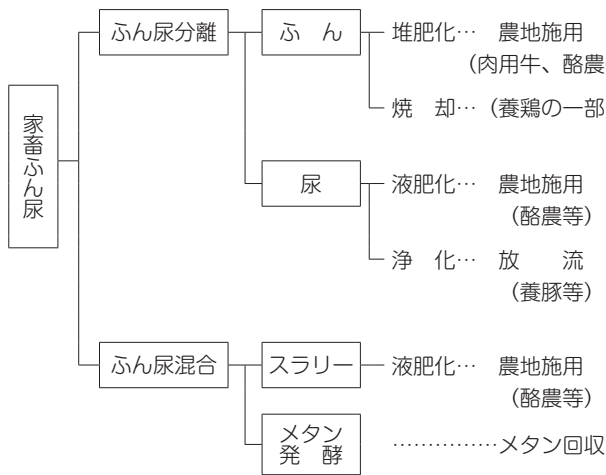 家畜ふん尿
ふん尿分離
ふ ん
堆肥化… 農地施用
（肉用牛、酪農
焼 却…（養鶏の一部
尿
液肥化… 農地施用
（酪農等）
浄 化… 放 流
（養豚等）
ふん尿混合
スラリー
液肥化… 農地施用
（酪農等）
メタン
発 酵
……………メタン回収